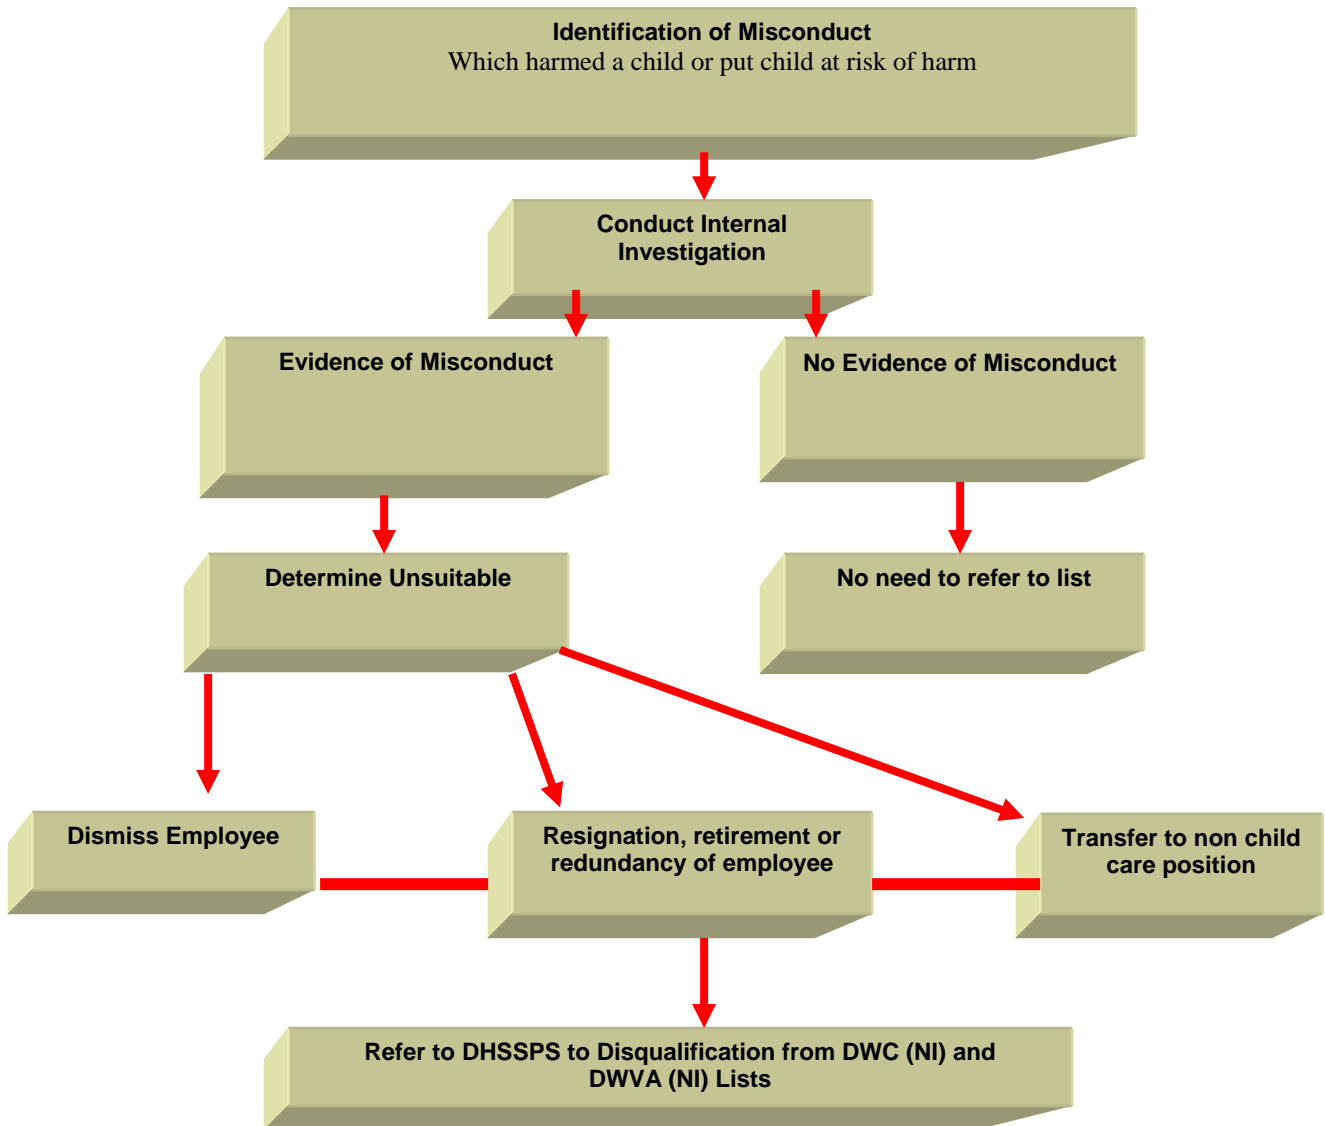 Identification of Misconduct
Which harmed a child or put child at risk of harm
Conduct Internal
Investigation
Evidence of Misconduct
No Evidence of Misconduct
Determine Unsuitable
No need to refer to list
Dismiss Employee
Resignation, retirement or
redundancy of employee
Transfer to non child
care position
Refer to DHSSPS to Disqualification from DWC (NI) and
DWVA (NI) Lists